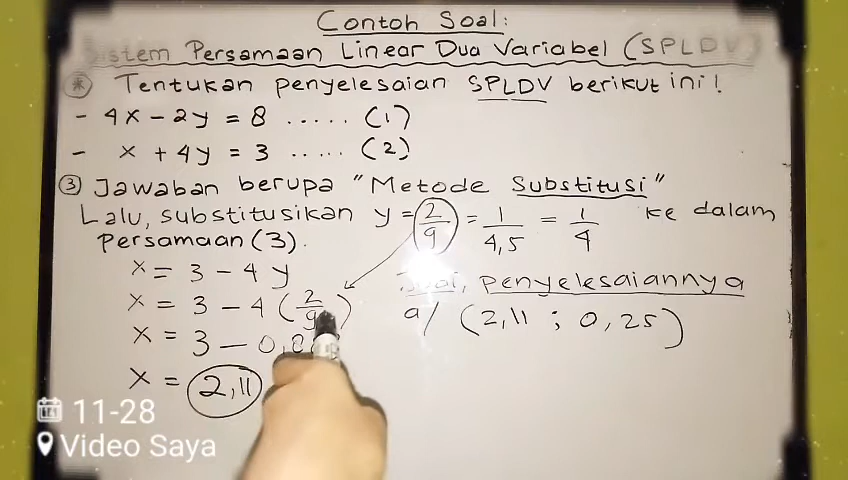 Contoh Soal:
Sistem Persamaan Linear Dua Variabel (SPLDV)
* Tentukan penyelesaian SPLDV berikut ini!
- 4x - 2y = 8 ..... (1)
- x + 4y = 3 ..... (2)
③ Jawaban berupa "Metode Substitusi"
Lalu, substitusikan y = 2/9 = 1/4,5 = 1/4 ke dalam
persamaan (3).
x = 3 - 4y
x = 3 - 4 (2/9)
x = 3 - 0,8
x = 2,11
penyelesaiannya
a/ (2,11 ; 0,25)
11-28
Video Saya